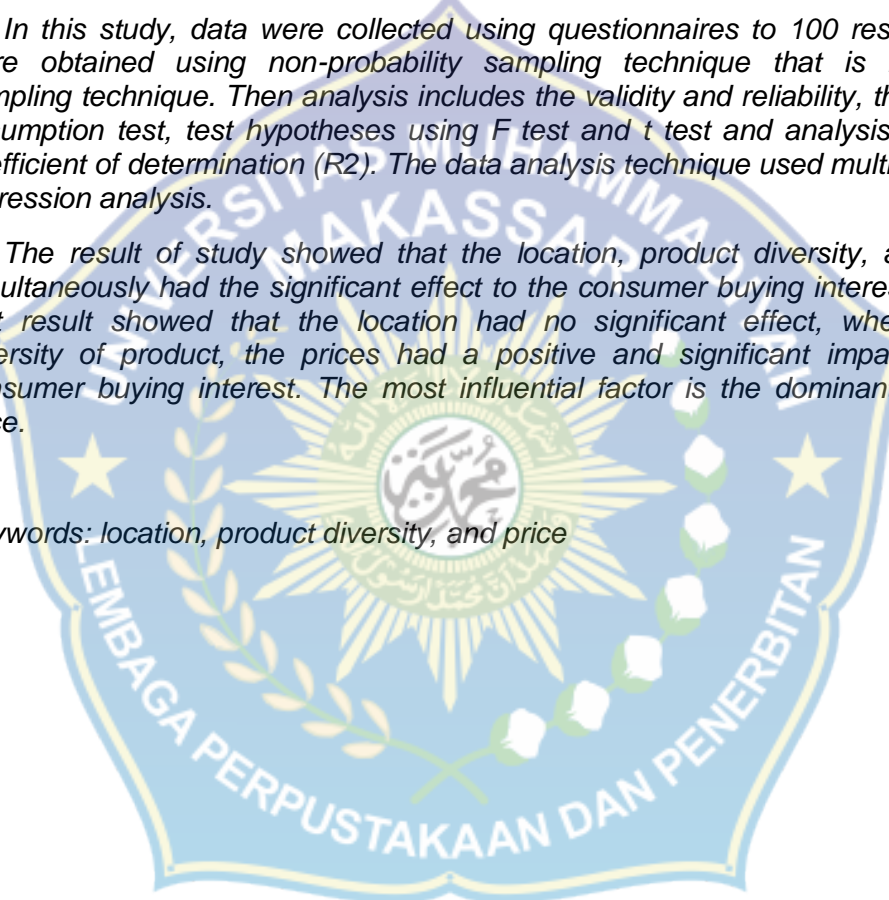 In this study, data were collected using questionnaires to 100 res
re obtained using non-probability sampling technique that is
mpling technique. Then analysis includes the validity and reliability, th
umption test, test hypotheses using F test and t test and analysis
efficient of determination (R2). The data analysis technique used multi
ression analysis.
The result of study showed that the location, product diversity, a
ultaneously had the significant effect to the consumer buying interes
t result showed that the location had no significant effect, whe
ersity of product, the prices had a positive and significant impa
nsumer buying interest. The most influential factor is the dominan
ce.
ywords: location, product diversity, and price
UNIVERSITAS MUHAMMADIYAH
MAKASSAR
محمد
LEMBAGA PERPUSTAKAAN DAN PENERBITAN